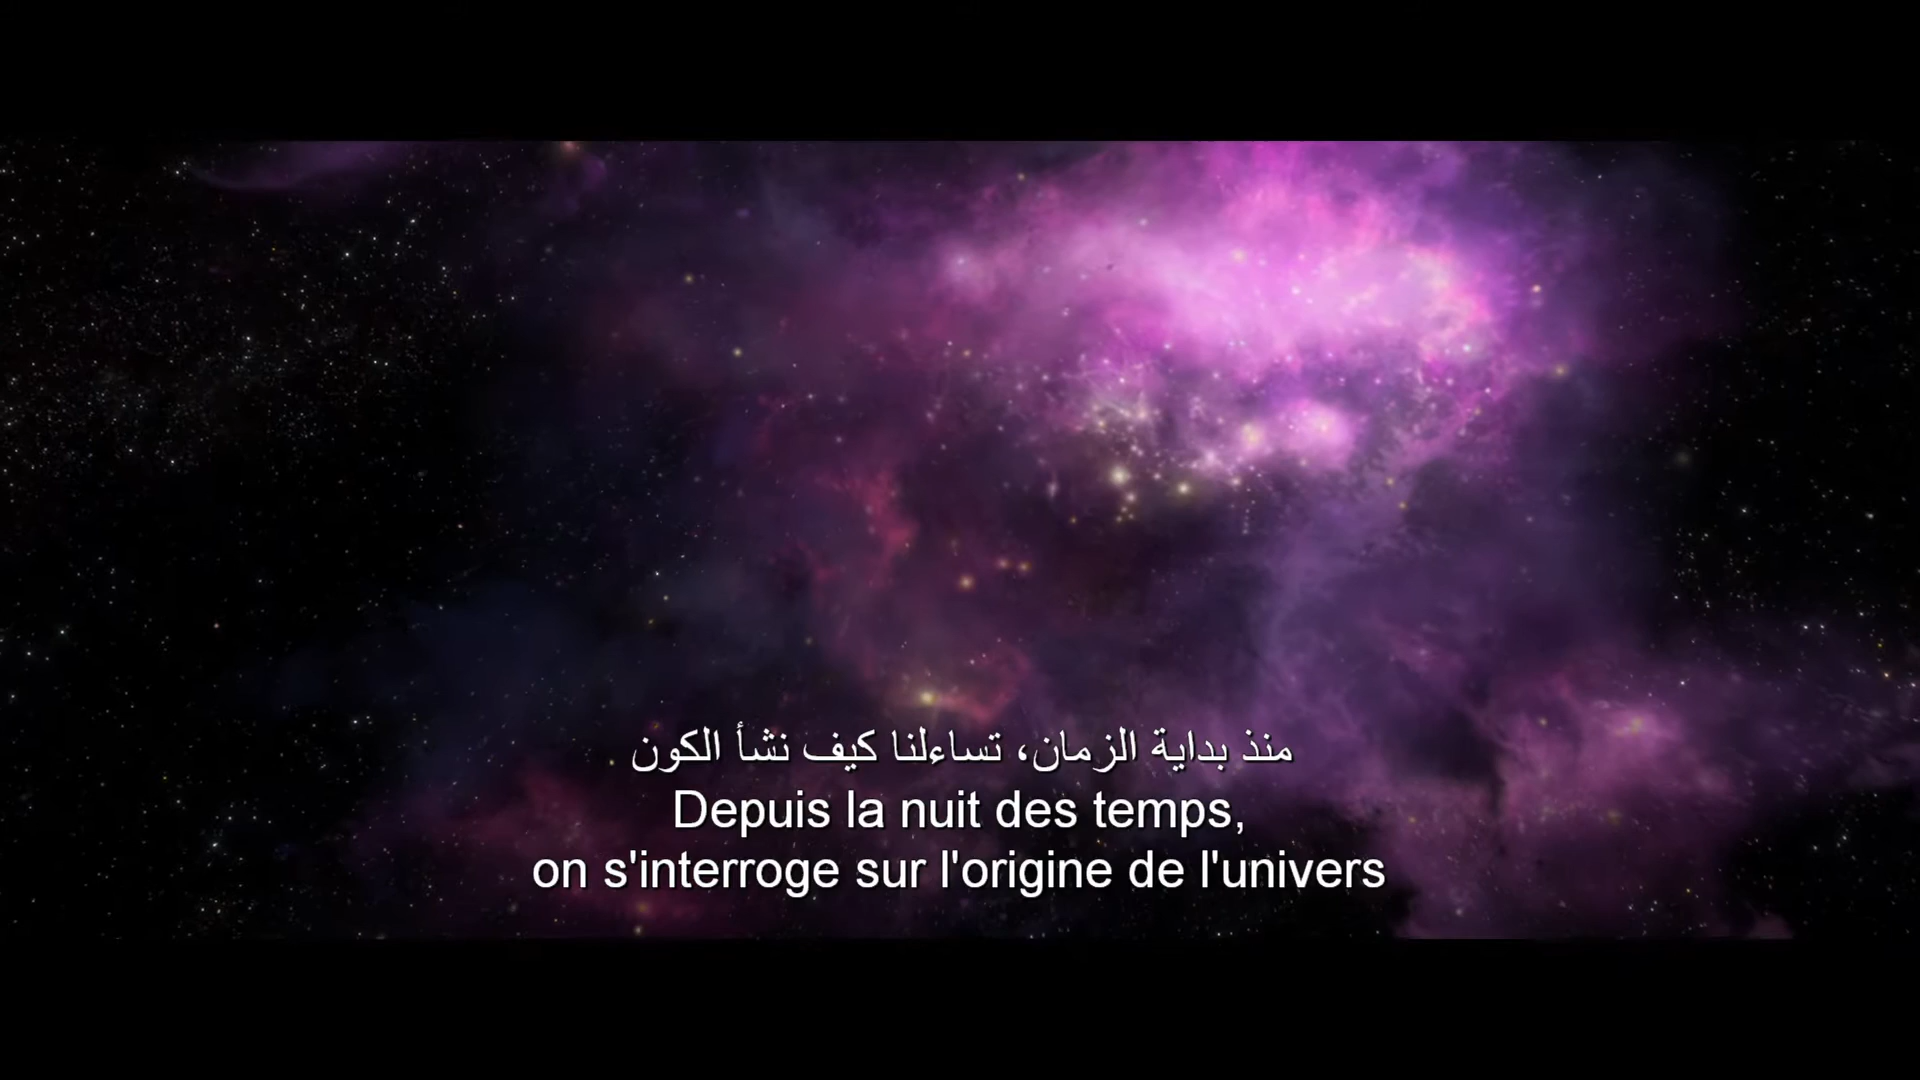 منذ بداية الزمان، تساءلنا كيف نشأ الكون
Depuis la nuit des temps,
on s'interroge sur l'origine de l'univers